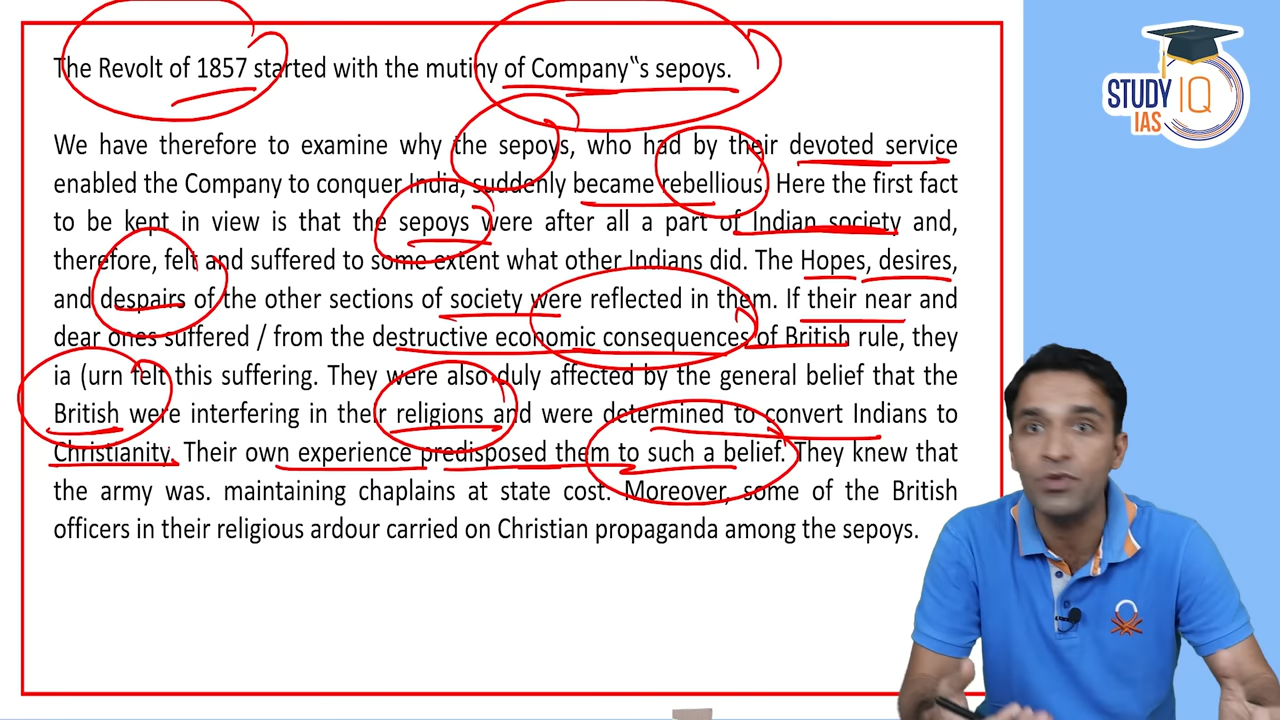 The Revolt of 1857 started with the mutiny of Company‟s sepoys.
We have therefore to examine why the sepoys, who had by their devoted service
enabled the Company to conquer India, suddenly became rebellious. Here the first fact
to be kept in view is that the sepoys were after all a part of Indian society and,
therefore, felt and suffered to some extent what other Indians did. The Hopes, desires,
and despairs of the other sections of society were reflected in them. If their near and
dear ones suffered / from the destructive economic consequences of British rule, they
ia (urn felt this suffering. They were also duly affected by the general belief that the
British were interfering in their religions and were determined to convert Indians to
Christianity. Their own experience predisposed them to such a belief. They knew that
the army was. maintaining chaplains at state cost. Moreover, some of the British
officers in their religious ardour carried on Christian propaganda among the sepoys.
STUDY IQ
IAS